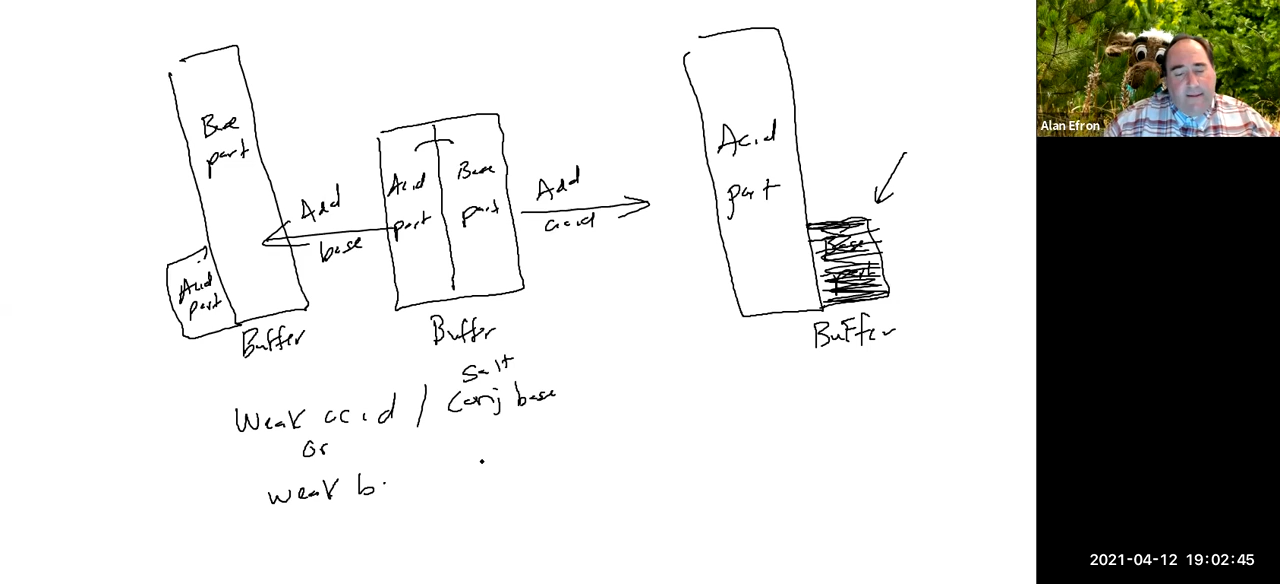 Base
part
Acid
part
Buffer
Add
base
Acid
part
Base
part
Buffer
Add
acid
Acid
part
Base
part
Buffer
Salt
Weak acid / Conj base
or
weak b
Alan Efron
2021-04-12 19:02:45